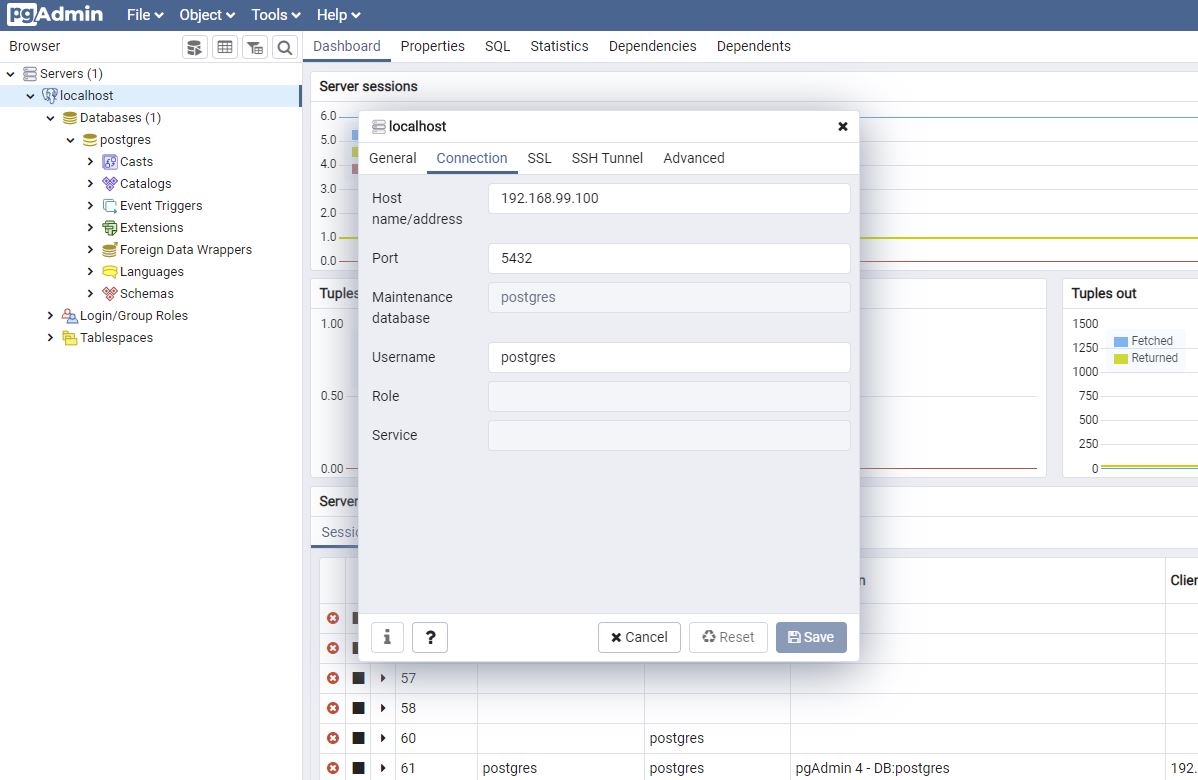 pgAdmin File Object Tools Help
Browser
Dashboard Properties SQL Statistics Dependencies Dependents
Servers (1)
localhost
Databases (1)
postgres
Casts
Catalogs
Event Triggers
Extensions
Foreign Data Wrappers
Languages
Schemas
Login/Group Roles
Tablespaces
Server sessions
6.0
5.0
4.0
3.0
2.0
1.0
0.0
localhost
General Connection SSL SSH Tunnel Advanced
Host
name/address
192.168.99.100
Port 5432
Maintenance
database
postgres
Username postgres
Role
Service
i ? Cancel Reset Save
Tuples
1.00
0.50
0.00
Tuples out
1500
1250
1000
750
500
250
0
Fetched
Returned
Server
57
58
60 postgres
61 postgres postgres pgAdmin 4 - DB:postgres 192.